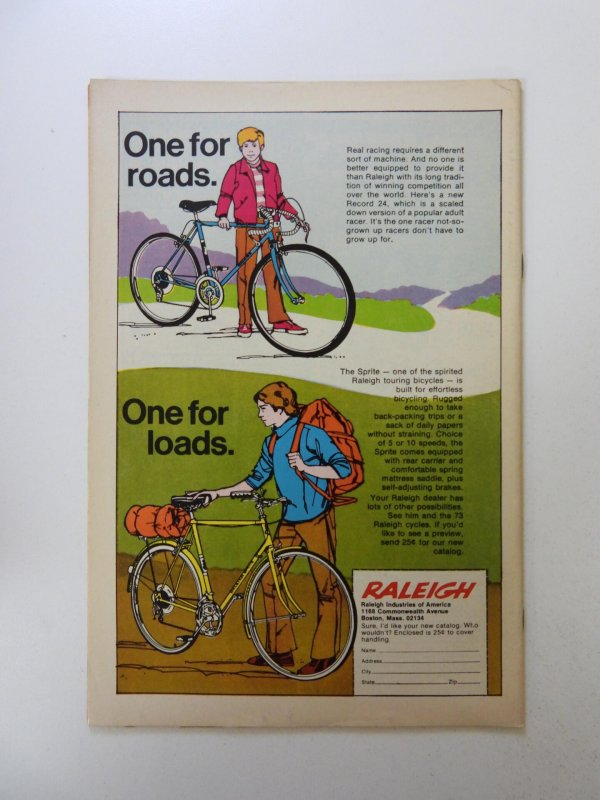 One for
roads.
Real racing requires a different
sort of machine. And no one is
better equipped to provide it
than Raleigh with its long tradi-
tion of winning competition all
over the world. Here's a new
Record 24, which is a scaled
down version of a popular adult
racer. It's the one racer not-so-
grown up racers don't have to
grow up for.
The Sprite — one of the spirited
Raleigh touring bicycles — is
built for effortless
bicycling. Rugged
enough to take
back-packing trips or a
sack of daily papers
without straining. Choice
of 5 or 10 speeds, the
Sprite comes equipped
with rear carrier and
comfortable spring
mattress saddle, plus
self-adjusting brakes.
Your Raleigh dealer has
lots of other possibilities.
See him and the 73
Raleigh cycles. If you'd
like to see a preview,
send 25¢ for our new
catalog.
One for
loads.
RALEIGH
Raleigh Industries of America
1168 Commonwealth Avenue
Boston, Mass. 02134
Sure, I'd like your new catalog. Who
wouldn't? Enclosed is 25¢ to cover
handling.
Name
Address
City
State Zip